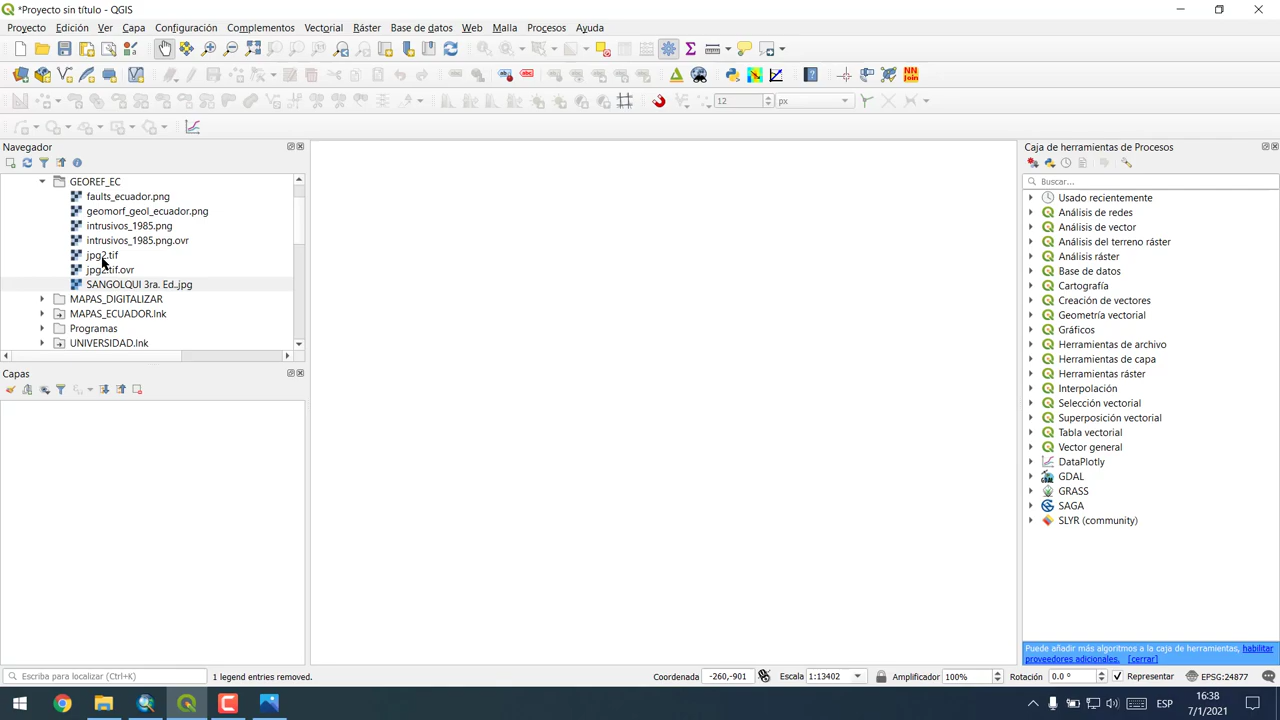 *Proyecto sin título - QGIS
Proyecto Edición Ver Capa Configuración Complementos Vectorial Ráster Base de datos Web Malla Procesos Ayuda
NN
Join
12 px
Navegador
GEOREF_EC
faults_ecuador.png
geomorf_geol_ecuador.png
intrusivos_1985.png
intrusivos_1985.png.ovr
jpg2.tif
jpg2.tif.ovr
SANGOLQUI 3ra. Ed..jpg
MAPAS_DIGITALIZAR
MAPAS_ECUADOR.lnk
Programas
UNIVERSIDAD.lnk
Capas
Caja de herramientas de Procesos
Buscar...
Usado recientemente
Análisis de redes
Análisis de vector
Análisis del terreno ráster
Análisis ráster
Base de datos
Cartografía
Creación de vectores
Geometría vectorial
Gráficos
Herramientas de archivo
Herramientas de capa
Herramientas ráster
Interpolación
Selección vectorial
Superposición vectorial
Tabla vectorial
Vector general
DataPlotly
GDAL
GRASS
SAGA
SLYR (community)
Puede añadir más algoritmos a la caja de herramientas, habilitar
proveedores adicionales. [cerrar]
Escriba para localizar (Ctrl+K) 1 legend entries removed. Coordenada -260,-901 Escala 1:13402 Amplificador 100% Rotación 0.0 ° Representar EPSG:24877
ESP
16:38
7/1/2021